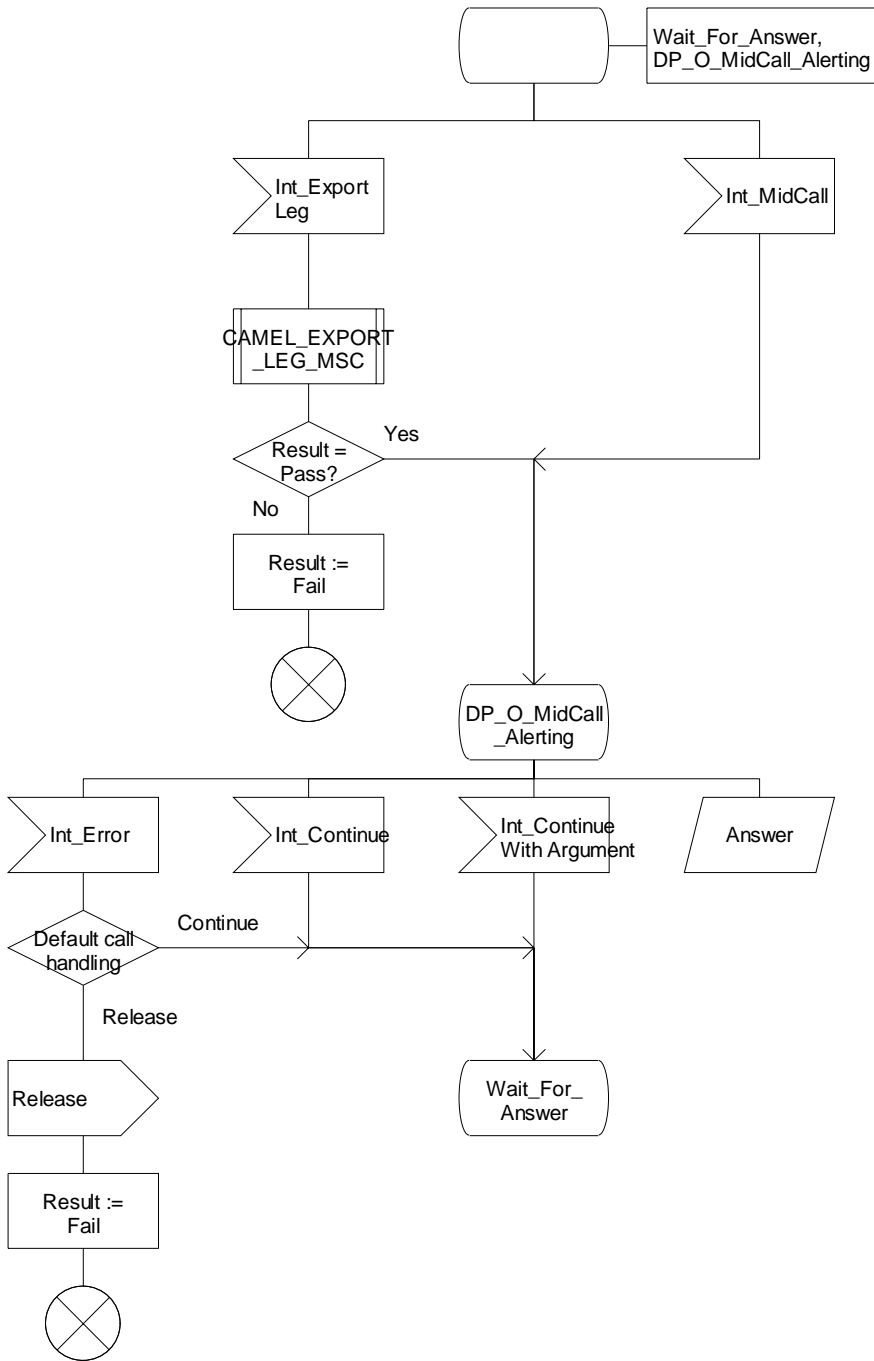 Wait_For_Answer,
DP_O_MidCall_Alerting
Int_Export
Leg
Int_MidCall
CAMEL_EXPORT
_LEG_MSC
Result =
Pass?
Yes
No
Result :=
Fail
DP_O_MidCall
_Alerting
Int_Error
Int_Continue
Int_Continue
With Argument
Answer
Default call
handling
Continue
Release
Release
Wait_For_
Answer
Result :=
Fail